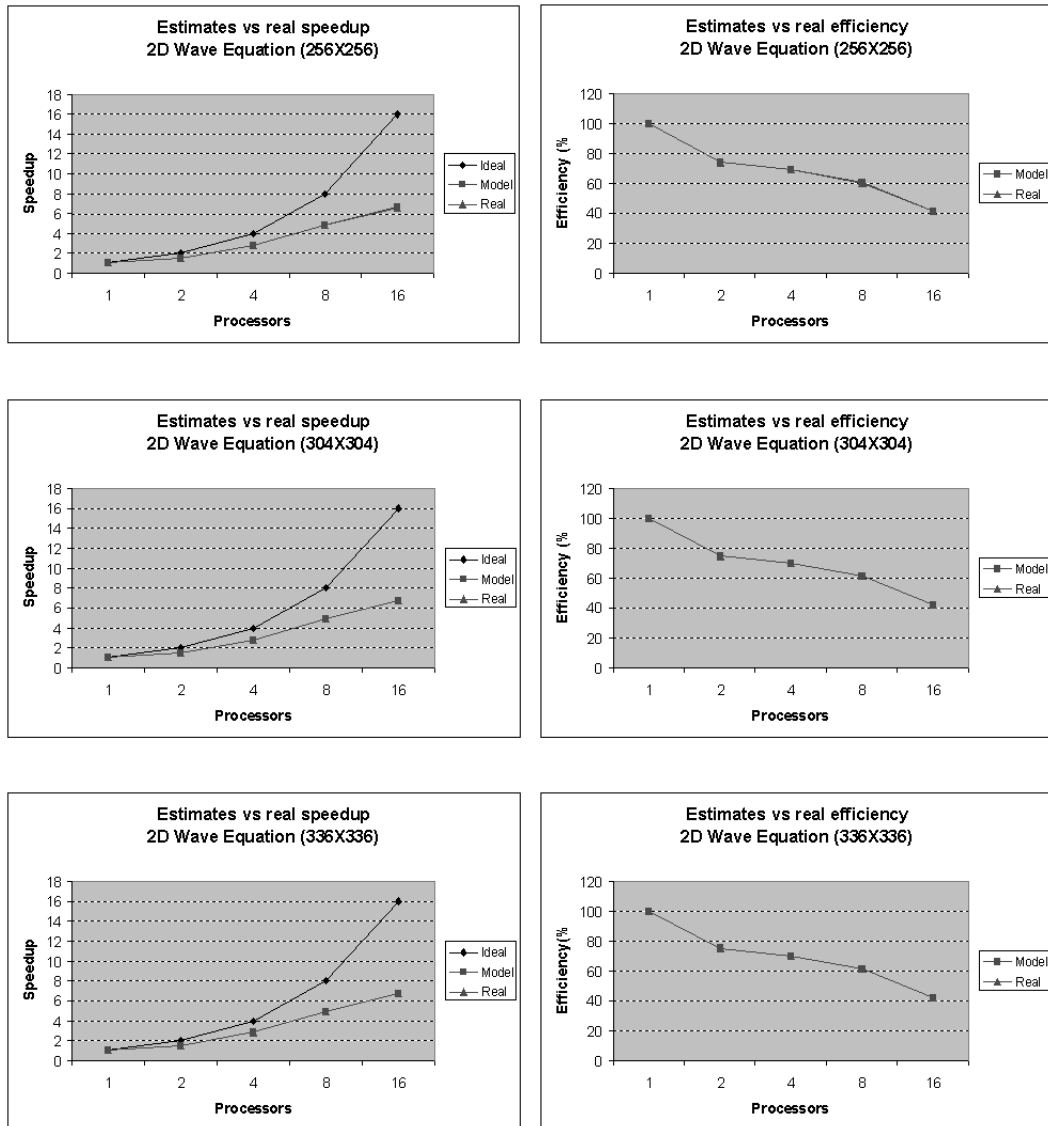 Estimates vs real speedup
2D Wave Equation (256X256)
Speedup
18
16
14
12
10
8
6
4
2
0
1 2 4 8 16
Processors
Ideal
Model
Real
Estimates vs real efficiency
2D Wave Equation (256X256)
Efficiency (%
120
100
80
60
40
20
0
1 2 4 8 16
Processors
Model
Real
Estimates vs real speedup
2D Wave Equation (304X304)
Speedup
18
16
14
12
10
8
6
4
2
0
1 2 4 8 16
Processors
Ideal
Model
Real
Estimates vs real efficiency
2D Wave Equation (304X304)
Efficiency (%
120
100
80
60
40
20
0
1 2 4 8 16
Processors
Model
Real
Estimates vs real speedup
2D Wave Equation (336X336)
Speedup
18
16
14
12
10
8
6
4
2
0
1 2 4 8 16
Processors
Ideal
Model
Real
Estimates vs real efficiency
2D Wave Equation (336X336)
Efficiency(%
120
100
80
60
40
20
0
1 2 4 8 16
Processors
Model
Real